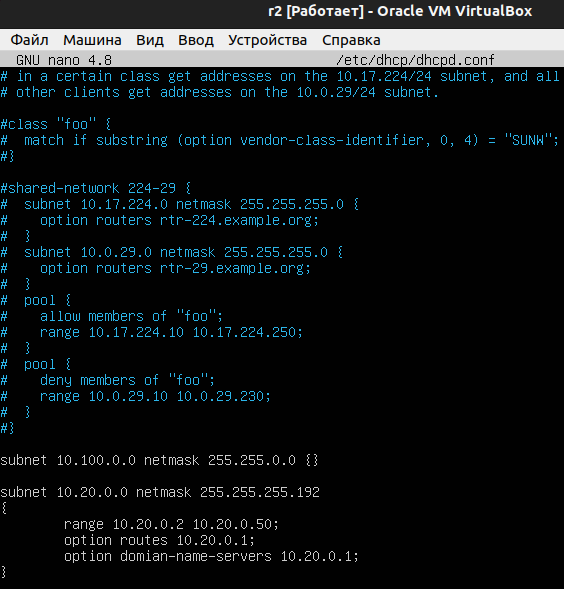 r2 [Работает] - Oracle VM VirtualBox
Файл Машина Вид Ввод Устройства Справка
GNU nano 4.8 /etc/dhcp/dhcpd.conf
# in a certain class get addresses on the 10.17.224/24 subnet, and all
# other clients get addresses on the 10.0.29/24 subnet.

#class "foo" {
#  match if substring (option vendor-class-identifier, 0, 4) = "SUNW";
#}

#shared-network 224-29 {
#  subnet 10.17.224.0 netmask 255.255.255.0 {
#    option routers rtr-224.example.org;
#  }
#  subnet 10.0.29.0 netmask 255.255.255.0 {
#    option routers rtr-29.example.org;
#  }
#  pool {
#    allow members of "foo";
#    range 10.17.224.10 10.17.224.250;
#  }
#  pool {
#    deny members of "foo";
#    range 10.0.29.10 10.0.29.230;
#  }
#}

subnet 10.100.0.0 netmask 255.255.0.0 {}

subnet 10.20.0.0 netmask 255.255.255.192
{
        range 10.20.0.2 10.20.0.50;
        option routes 10.20.0.1;
        option domian-name-servers 10.20.0.1;
}